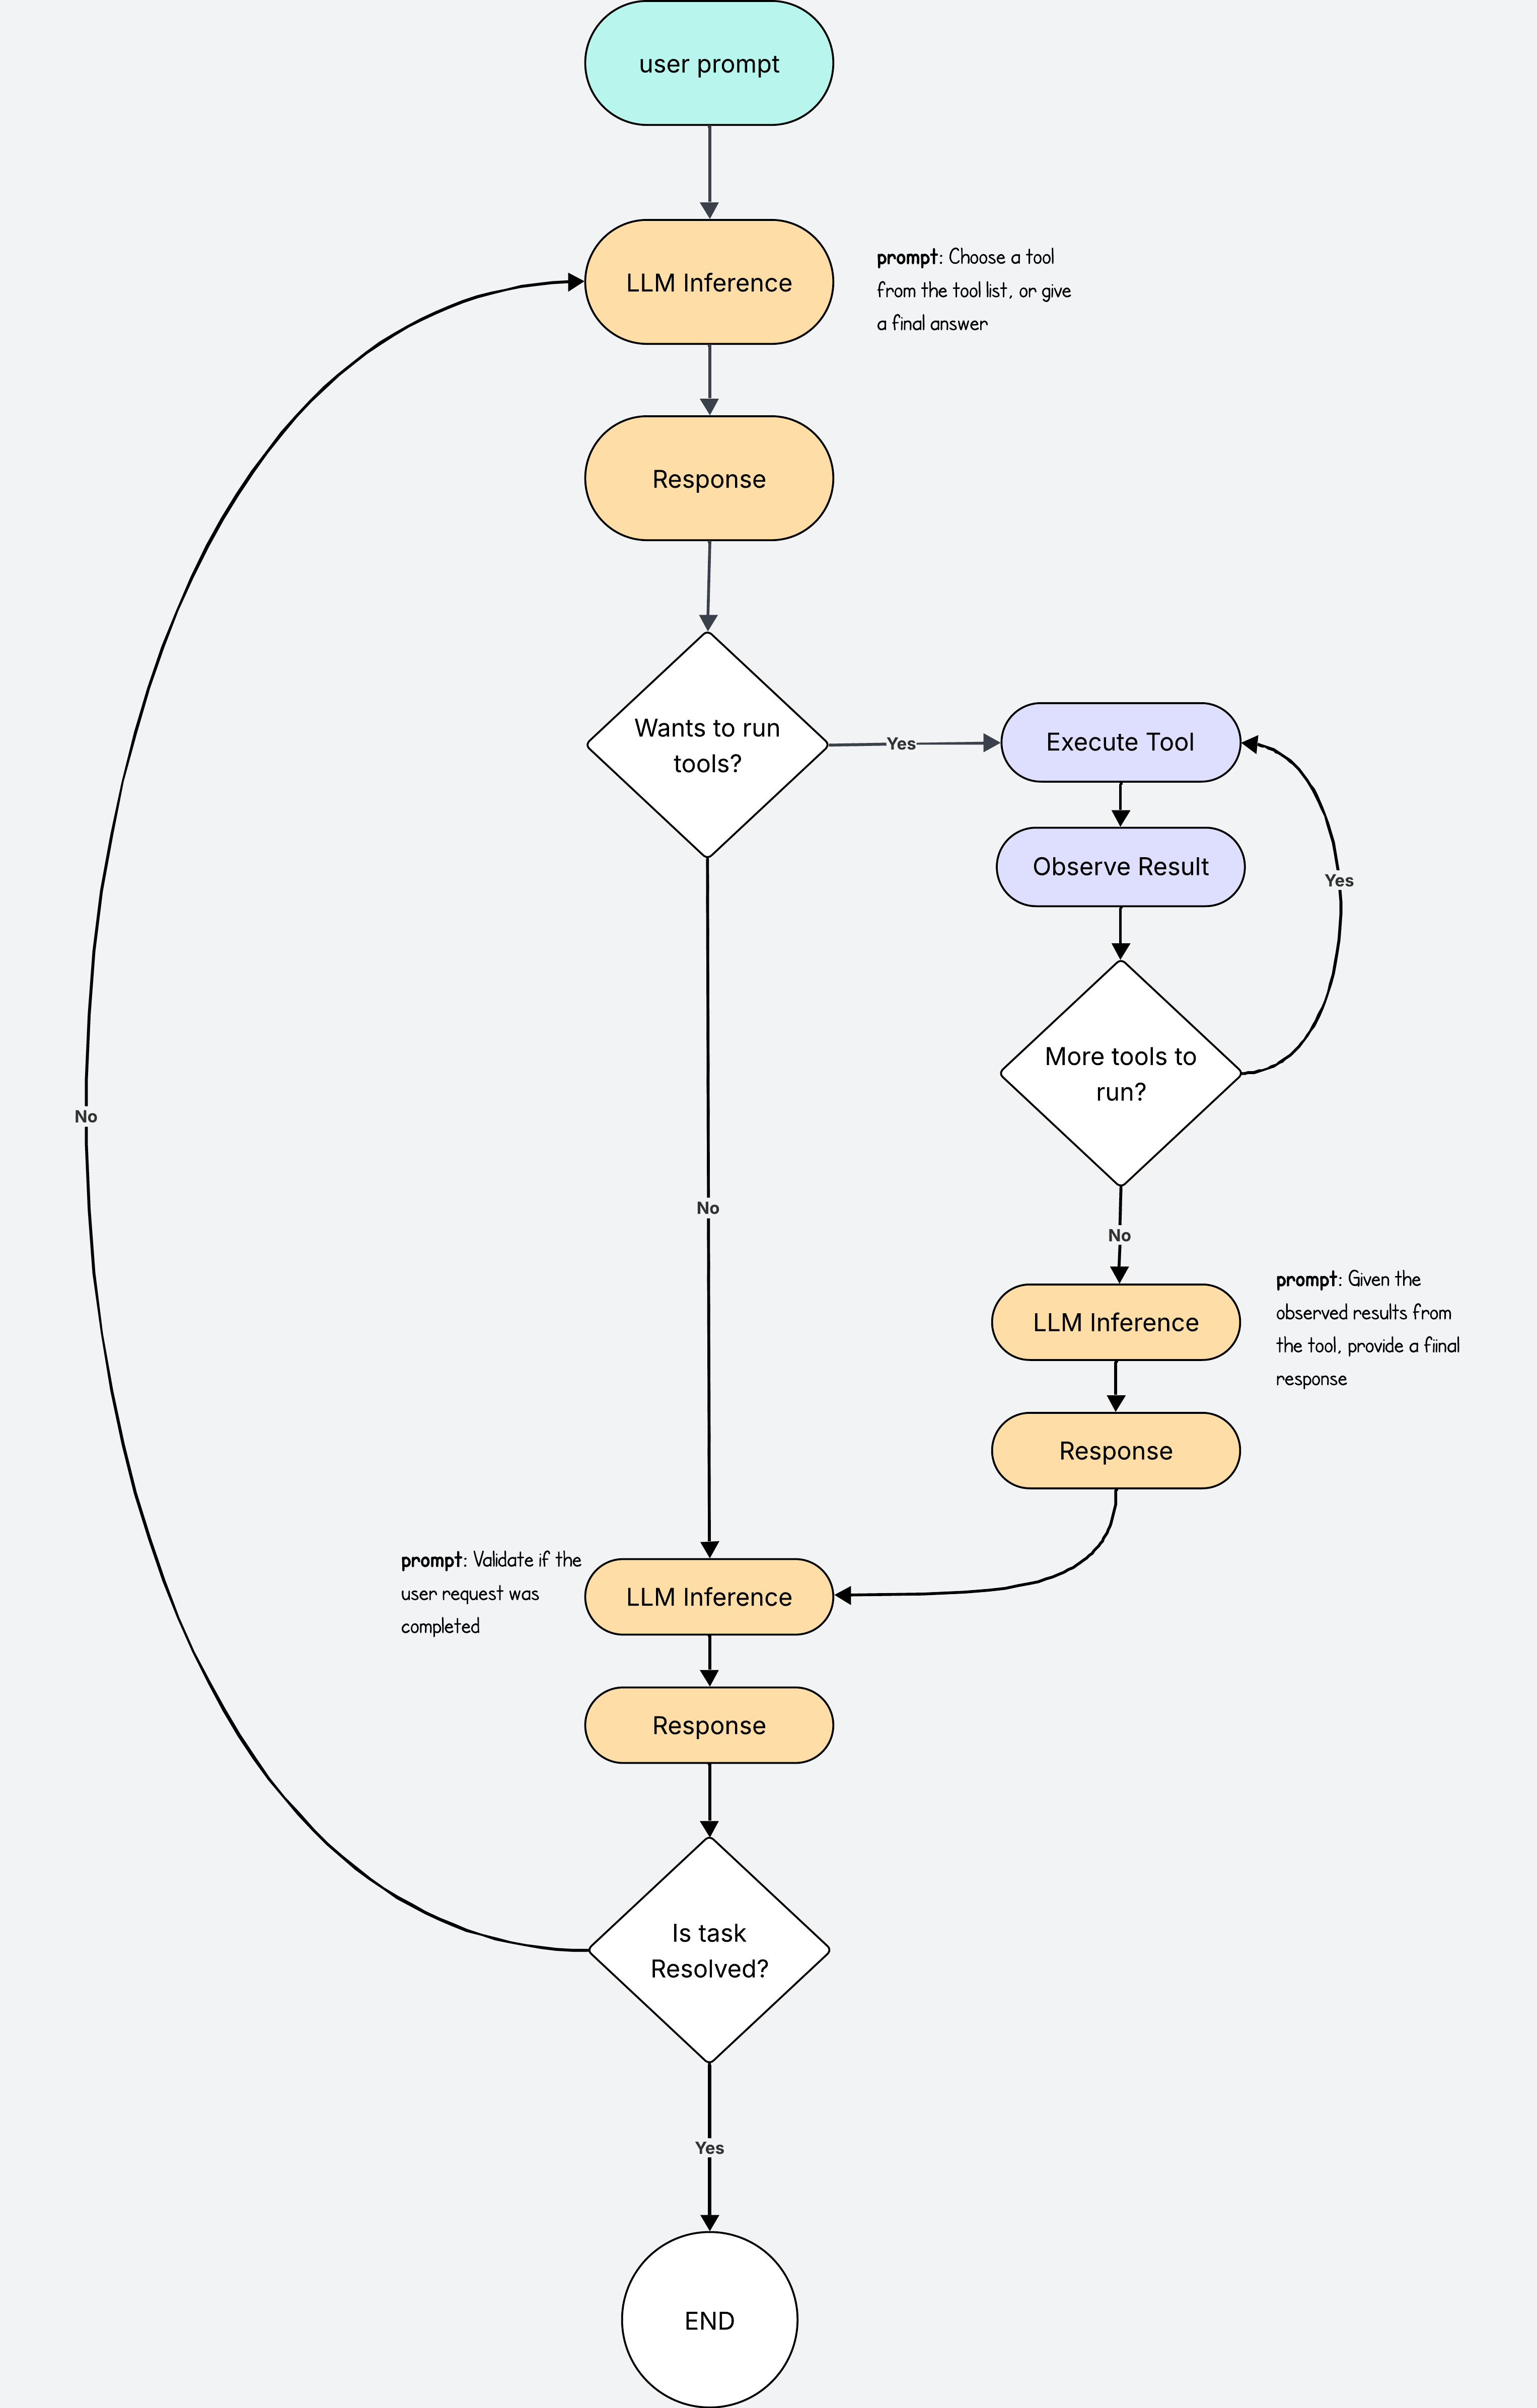 user prompt
LLM Inference
prompt: Choose a tool
from the tool list, or give
a final answer
Response
Wants to run
tools?
Yes
Execute Tool
Observe Result
Yes
More tools to
run?
No
No
No
LLM Inference
prompt: Given the
observed results from
the tool, provide a fiinal
response
Response
prompt: Validate if the
user request was
completed
LLM Inference
Response
Is task
Resolved?
Yes
END